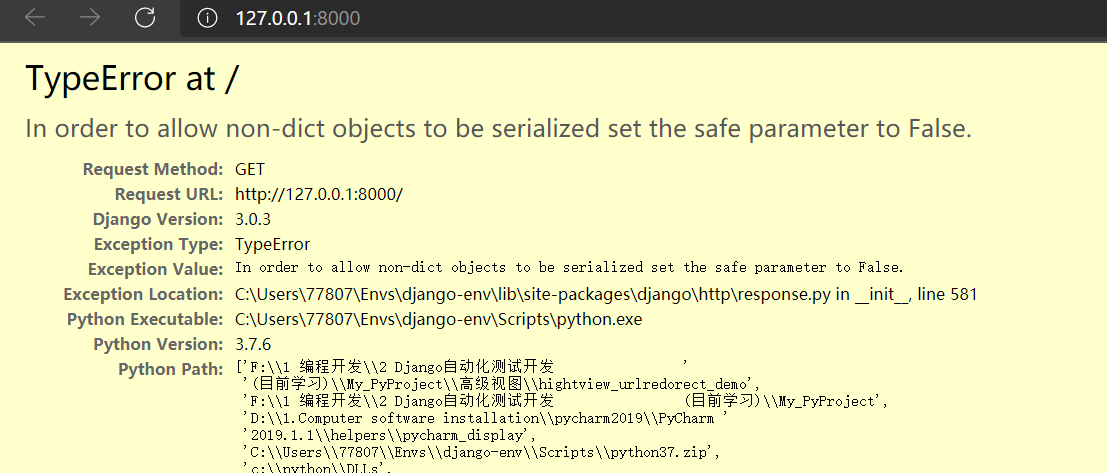 127.0.0.1:8000
TypeError at /
In order to allow non-dict objects to be serialized set the safe parameter to False.
Request Method: GET
Request URL: http://127.0.0.1:8000/
Django Version: 3.0.3
Exception Type: TypeError
Exception Value: In order to allow non-dict objects to be serialized set the safe parameter to False.
Exception Location: C:\Users\77807\Envs\django-env\lib\site-packages\django\http\response.py in __init__, line 581
Python Executable: C:\Users\77807\Envs\django-env\Scripts\python.exe
Python Version: 3.7.6
Python Path: ['F:\\1 编程开发\\2 Django自动化测试开发 '
'(目前学习)\\My_PyProject\\高级视图\\hightview_urlredorect_demo',
'F:\\1 编程开发\\2 Django自动化测试开发 (目前学习)\\My_PyProject',
'D:\\1.Computer software installation\\pycharm2019\\PyCharm '
'2019.1.1\\helpers\\pycharm_display',
'C:\\Users\\77807\\Envs\\django-env\\Scripts\\python37.zip',
'c:\\python\\DLLs',